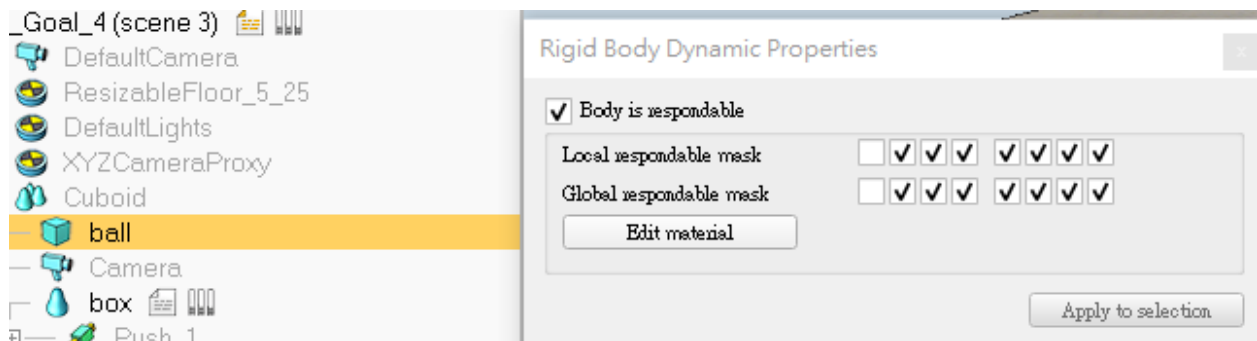 _Goal_4 (scene 3)
DefaultCamera
ResizableFloor_5_25
DefaultLights
XYZCameraProxy
Cuboid
ball
Camera
box
Push_1
Rigid Body Dynamic Properties
x
Body is respondable
Local respondable mask
Global respondable mask
Edit material
Apply to selection